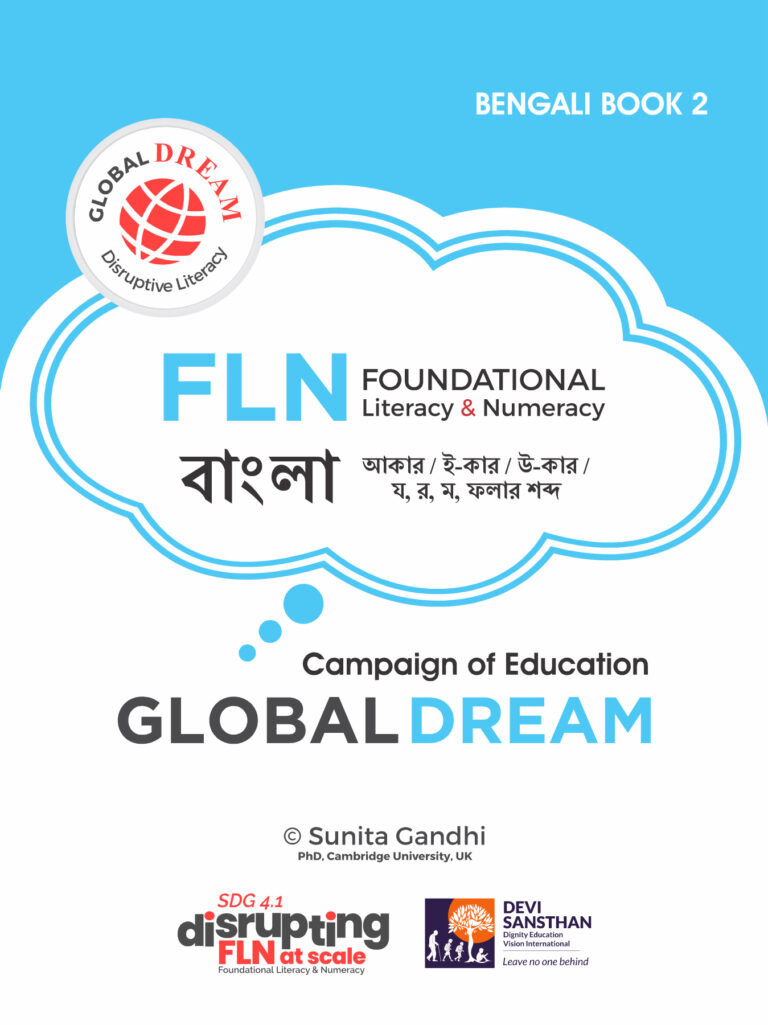 BENGALI BOOK 2
GLOBAL DREAM
Disruptive Literacy
FLN FOUNDATIONAL
Literacy & Numeracy
বাংলা
আকার / ই-কার / উ-কার /
য, র, ম, ফলার শব্দ
Campaign of Education
GLOBAL DREAM
© Sunita Gandhi
PhD, Cambridge University, UK
SDG 4.1
disrupting
FLN at scale
Foundational Literacy & Numeracy
DEVI
SANSTHAN
Dignity Education
Vision International
Leave no one behind